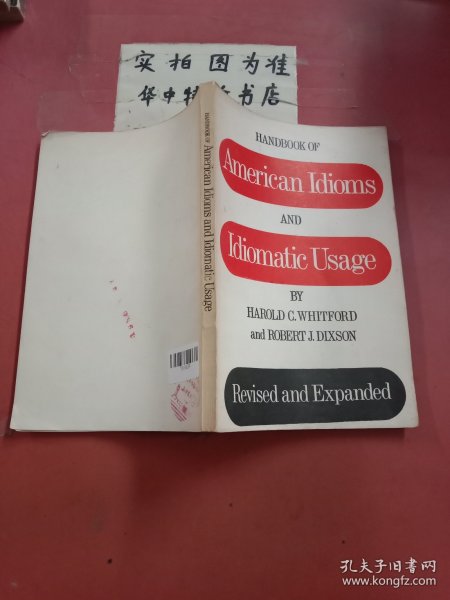 实拍图为准
华中特价书店
HANDBOOK OF
American Idioms
AND
Idiomatic Usage
BY
HAROLD C. WHITFORD
and ROBERT J. DIXSON
Revised and Expanded
HANDBOOK OF American Idioms and Idiomatic Usage
孔夫子旧书网
www.kongfz.com